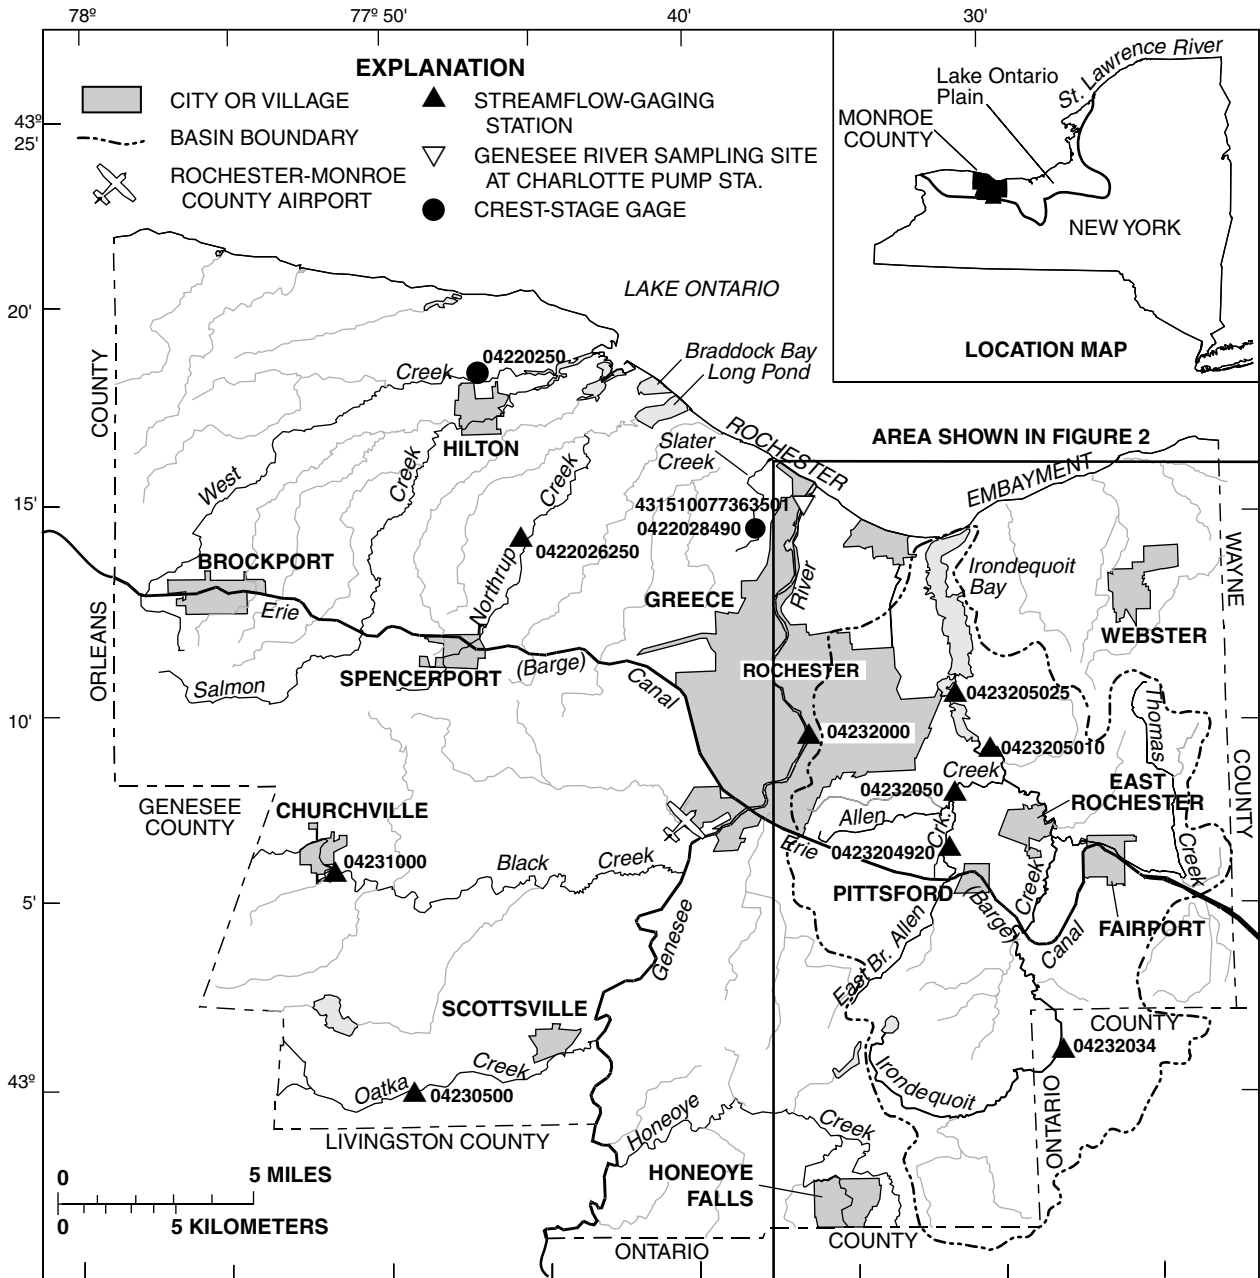 78º
77º 50'
40'
30'
EXPLANATION
CITY OR VILLAGE
BASIN BOUNDARY
ROCHESTER-MONROE
COUNTY AIRPORT
STREAMFLOW-GAGING
STATION
GENESEE RIVER SAMPLING SITE
AT CHARLOTTE PUMP STA.
CREST-STAGE GAGE
St. Lawrence River
Lake Ontario
Plain
MONROE
COUNTY
NEW YORK
LOCATION MAP
43º
25'
20'
15'
10'
5'
43º
LAKE ONTARIO
04220250
Creek
Braddock Bay
Long Pond
COUNTY
HILTON
ROCHESTER
AREA SHOWN IN FIGURE 2
Slater
Creek
West
Creek
Creek
EMBAYMENT
431510077363501
0422028490
0422026250
BROCKPORT
Northrup
River
Irondequoit
Bay
WAYNE
Erie
GREECE
WEBSTER
ORLEANS
SPENCERPORT
(Barge)
ROCHESTER
Salmon
Canal
0423205025
Thomas
04232000
0423205010
Creek
EAST
ROCHESTER
COUNTY
GENESEE
COUNTY
CHURCHVILLE
04232050
Allen
Crk.
Erie
0423204920
04231000
Black
Creek
Creek
Creek
PITTSFORD
(Barge)
FAIRPORT
Canal
Genesee
East Br. Allen
SCOTTSVILLE
COUNTY
04232034
Oatka
Creek
04230500
Irondequoit
ONTARIO
LIVINGSTON COUNTY
Honeoye
Creek
HONEOYE
FALLS
0
5 MILES
0
5 KILOMETERS
ONTARIO
COUNTY